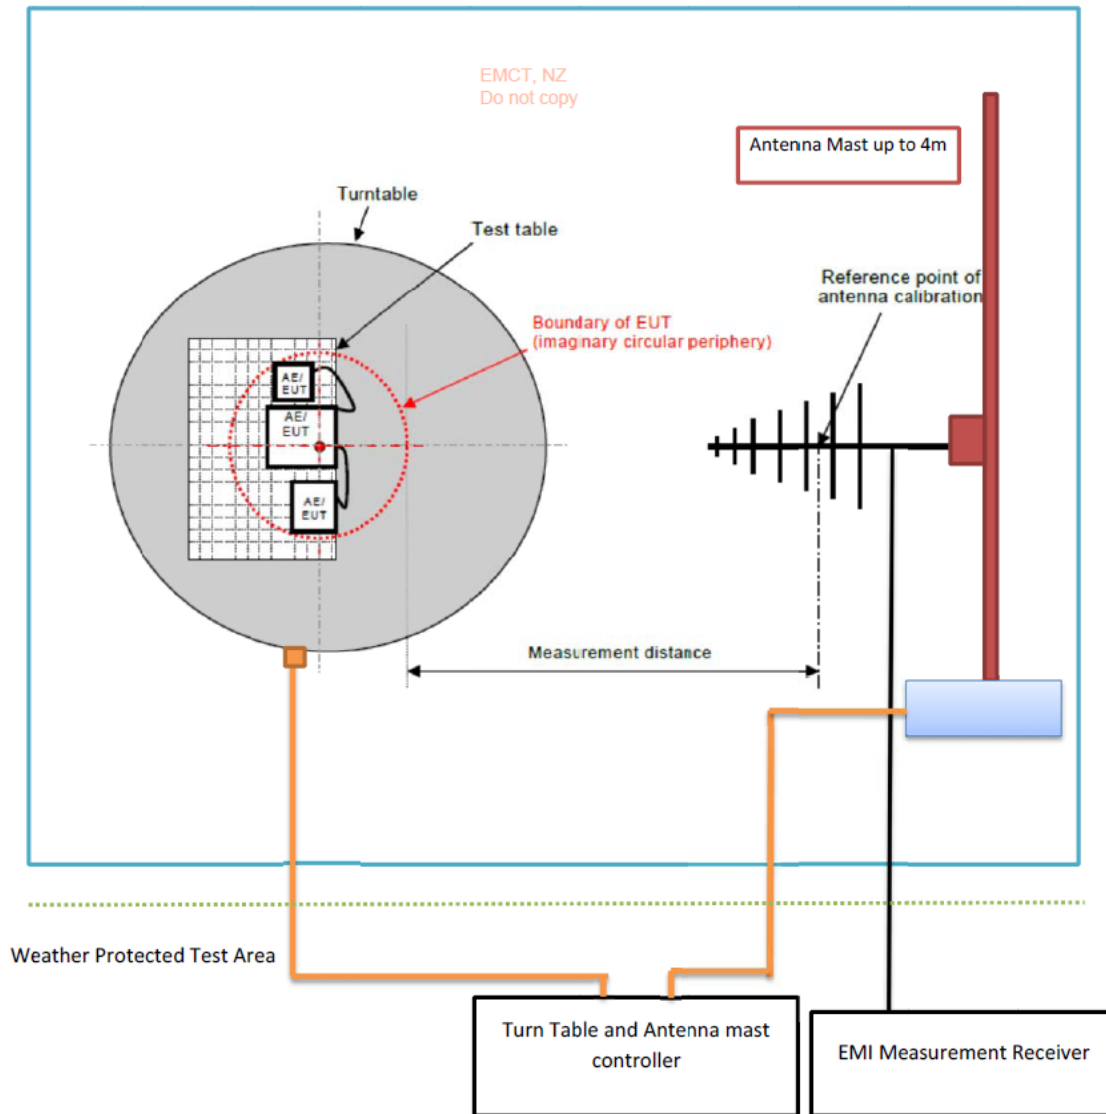 EMCT, NZ
Do not copy
Antenna Mast up to 4m
Turntable
Test table
Reference point of
antenna calibration
Boundary of EUT
(imaginary circular periphery)
AE/
EUT
AE/
EUT
AE/
EUT
Measurement distance
Weather Protected Test Area
Turn Table and Antenna mast
controller
EMI Measurement Receiver